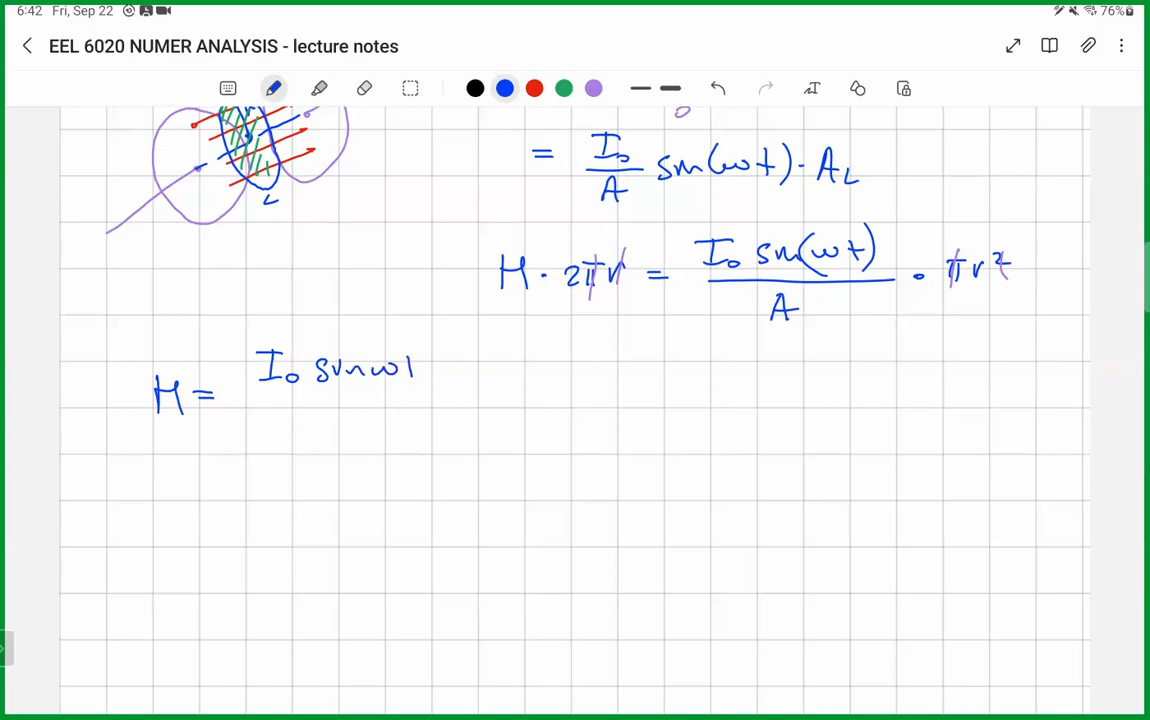 6:42 Fri, Sep 22 76%
EEL 6020 NUMER ANALYSIS - lecture notes
= I₀/A sin(ωt) · A_L
L
H · 2πr = I₀ sin(ωt)/A · πr²
H = I₀ sin ωt